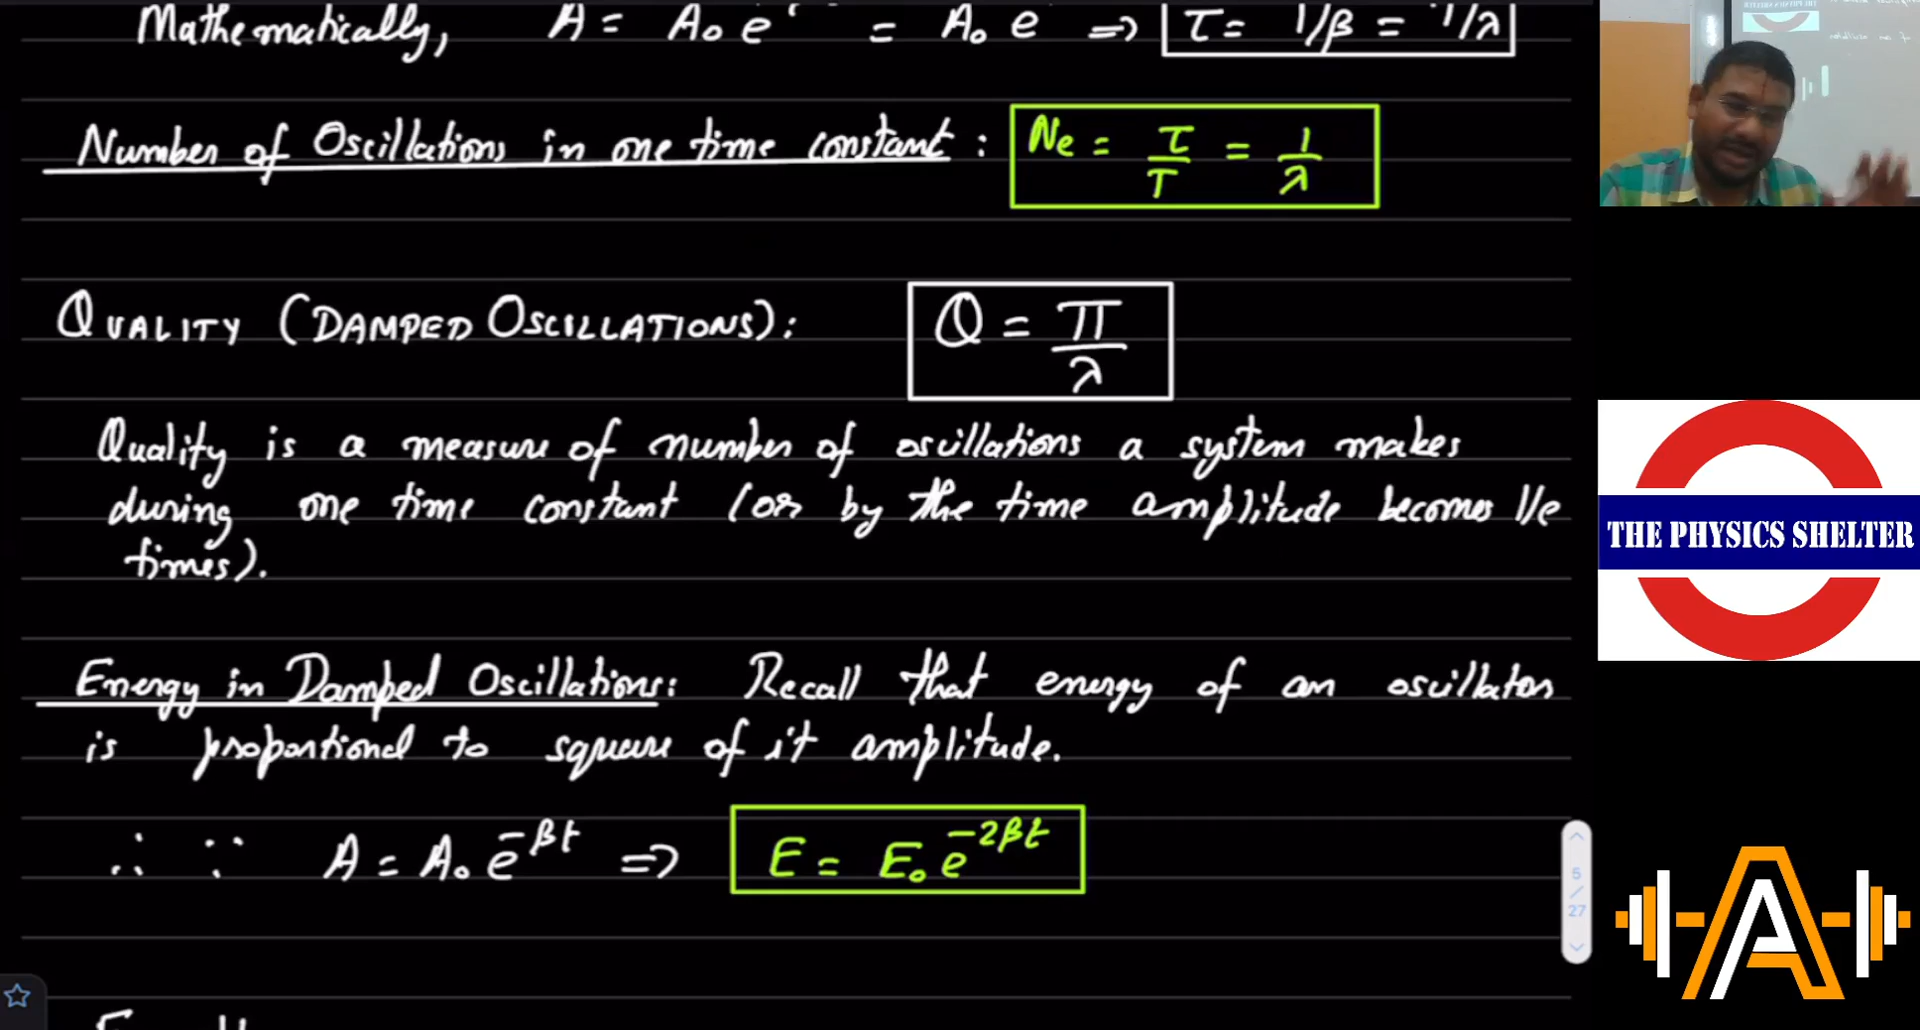 Mathematically, A = A₀ e = A₀ e ⇒ τ = 1/β = 1/λ
Number of Oscillations in one time constant : Ne = τ/T = 1/λ
QUALITY (DAMPED OSCILLATIONS): Q = π/λ
Quality is a measure of number of oscillations a system makes
during one time constant (or by the time amplitude becomes 1/e
times).
Energy in Damped Oscillations: Recall that energy of an oscillator
is proportional to square of it amplitude.
∴ ∵ A = A₀ e^-βt ⇒ E = E₀ e^-2βt
5
/
27
THE PHYSICS SHELTER
A